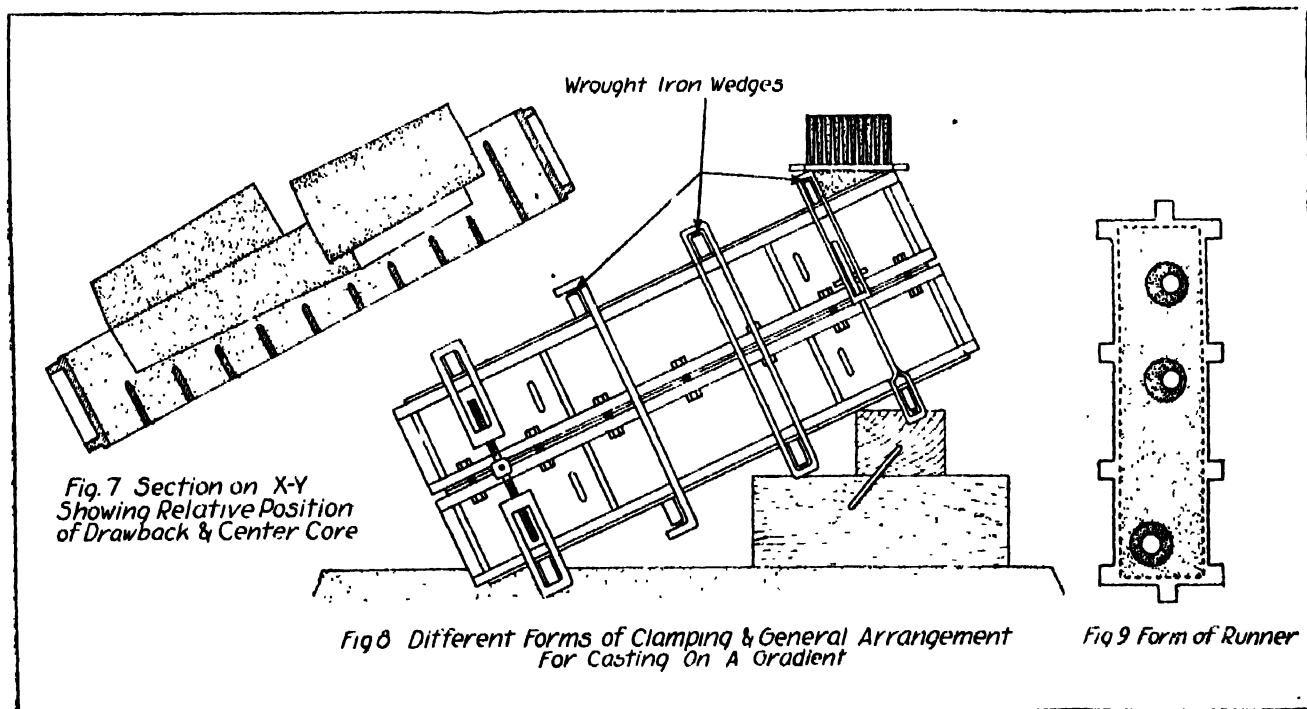 Wrought Iron Wedges
Fig. 7 Section on X-Y
Showing Relative Position
of Drawback & Center Core
Fig 8 Different Forms of Clamping & General Arrangement
For Casting On A Gradient
Fig 9 Form of Runner